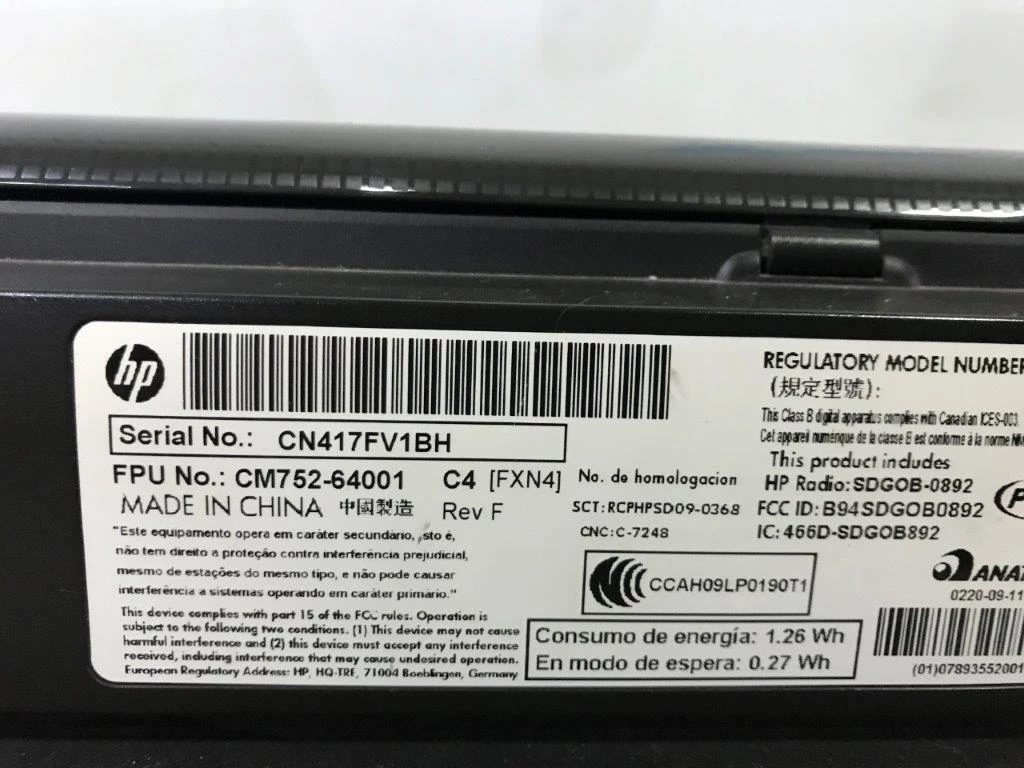 hp
Serial No.: CN417FV1BH
FPU No.: CM752-64001 C4 [FXN4]
MADE IN CHINA 中國製造 Rev F
"Este equipamento opera em caráter secundário, isto é,
não tem direito a proteção contra interferência prejudicial,
mesmo de estações do mesmo tipo, e não pode causar
interferência a sistemas operando em caráter primário."
This device complies with part 15 of the FCC rules. Operation is
subject to the following two conditions. (1) This device may not cause
harmful interference and (2) this device must accept any interference
received, including interference that may cause undesired operation.
European Regulatory Address: HP, HQ-TRE, 71004 Boeblingen, Germany
No. de homologacion
SCT: RCPHPSD09-0368
CNC: C-7248
CCAH09LP0190T1
Consumo de energía: 1.26 Wh
En modo de espera: 0.27 Wh
REGULATORY MODEL NUMBER
(規定型號):
This Class B digital apparatus complies with Canadian ICES-003.
Cet appareil numérique de la classe B est conforme à la norme NM
This product includes
HP Radio: SDGOB-0892
FCC ID: B94SDGOB0892
IC: 466D-SDGOB892
ANAT
0220-09-11
(01)07893552001